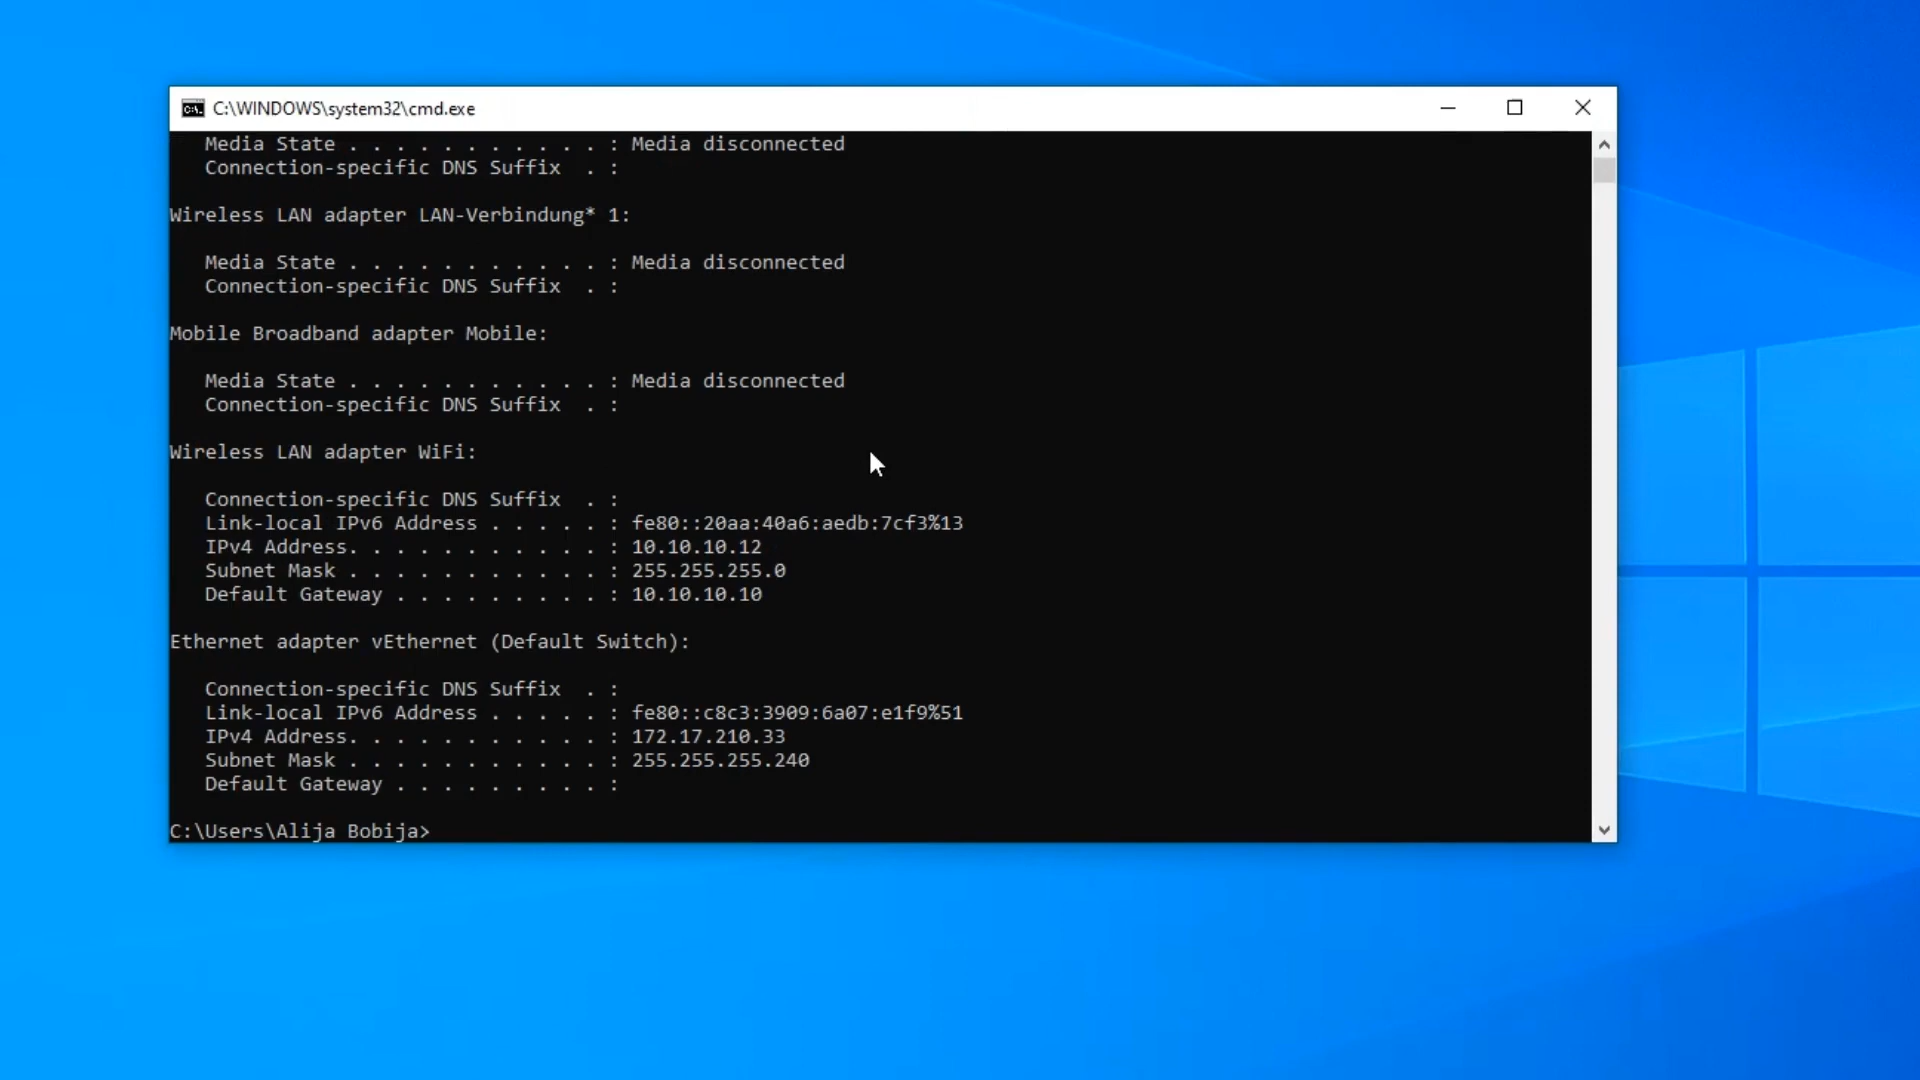 C:\WINDOWS\system32\cmd.exe
Media State . . . . . . . . . . . : Media disconnected
Connection-specific DNS Suffix  . :
Wireless LAN adapter LAN-Verbindung* 1:
Media State . . . . . . . . . . . : Media disconnected
Connection-specific DNS Suffix  . :
Mobile Broadband adapter Mobile:
Media State . . . . . . . . . . . : Media disconnected
Connection-specific DNS Suffix  . :
Wireless LAN adapter WiFi:
Connection-specific DNS Suffix  . :
Link-local IPv6 Address . . . . . : fe80::20aa:40a6:aedb:7cf3%13
IPv4 Address. . . . . . . . . . . : 10.10.10.12
Subnet Mask . . . . . . . . . . . : 255.255.255.0
Default Gateway . . . . . . . . . : 10.10.10.10
Ethernet adapter vEthernet (Default Switch):
Connection-specific DNS Suffix  . :
Link-local IPv6 Address . . . . . : fe80::c8c3:3909:6a07:e1f9%51
IPv4 Address. . . . . . . . . . . : 172.17.210.33
Subnet Mask . . . . . . . . . . . : 255.255.255.240
Default Gateway . . . . . . . . . :
C:\Users\Alija Bobija>